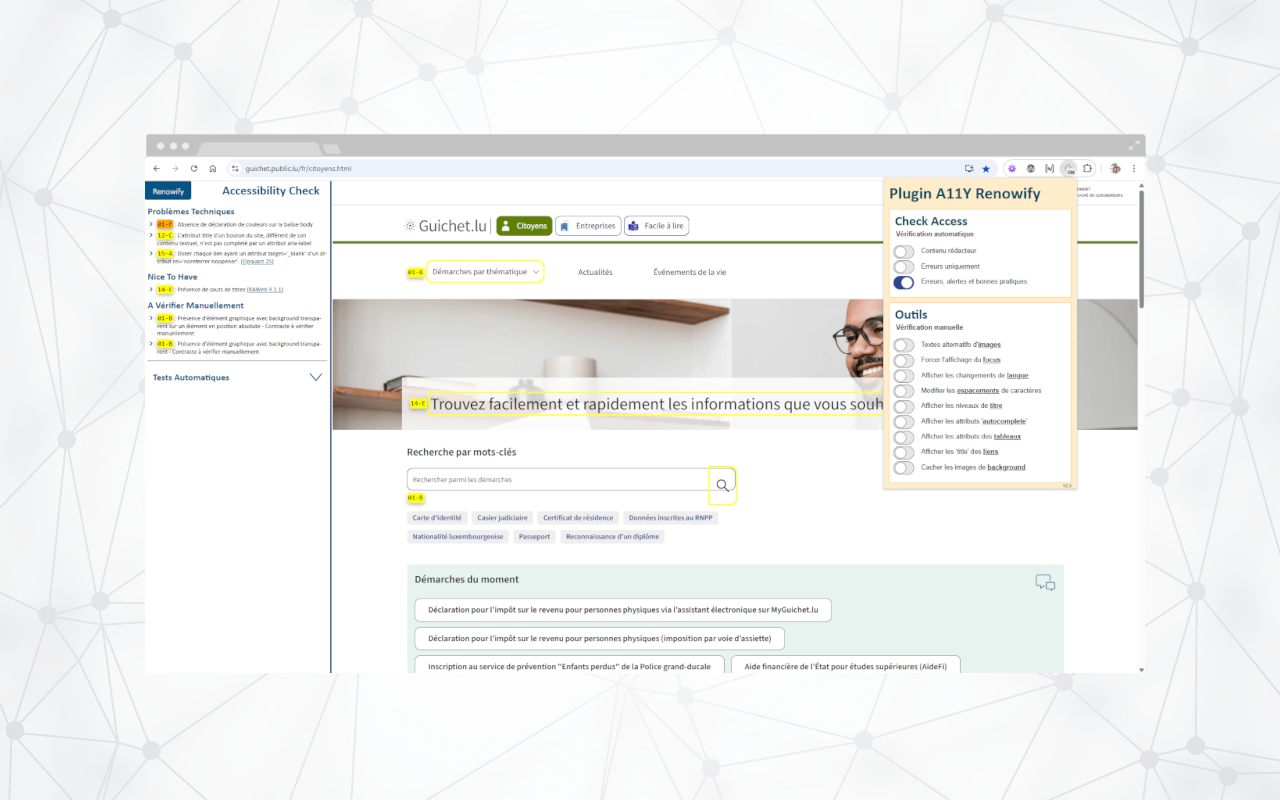 guichet.public.lu/fr/citoyens.html
ON
Renowify
Accessibility Check
Problèmes Techniques
01-E : Absence de déclaration de couleurs sur la balise body
12-C : L'attribut title d'un bouton du site, différent de son
contenu textuel, n'est pas completé par un attribut aria-label
15-A : Doter chaque lien ayant un attribut target='_blank' d'un at-
tribut rel='noreferrer noopener'. [Opquast 25]
Nice To Have
14-E : Présence de sauts de titres [RAWeb 9.1.1]
A Vérifier Manuellement
01-B : Présence d'élément graphique avec background transpa-
rent sur un élément en position absolute - Contraste à vérifier
manuellement
01-B : Présence d'élément graphique avec background transpa-
rent - Contraste à vérifier manuellement.
Tests Automatiques
Guichet.lu
Citoyens
Entreprises
Facile à lire
01-B
Démarches par thématique
Actualités
Événements de la vie
14-E Trouvez facilement et rapidement les informations que vous souh
Recherche par mots-clés
Rechercher parmi les démarches
01-B
Carte d'identité
Casier judiciaire
Certificat de résidence
Données inscrites au RNPP
Nationalité luxembourgeoise
Passeport
Reconnaissance d'un diplôme
Démarches du moment
Déclaration pour l'impôt sur le revenu pour personnes physiques via l'assistant électronique sur MyGuichet.lu
Déclaration pour l'impôt sur le revenu pour personnes physiques (imposition par voie d'assiette)
Inscription au service de prévention "Enfants perdus" de la Police grand-ducale
Aide financière de l'État pour études supérieures (AideFi)
Plugin A11Y Renowify
Check Access
Vérification automatique
Contenu rédacteur
Erreurs uniquement
Erreurs, alertes et bonnes pratiques
Outils
Vérification manuelle
Textes alternatifs d'images
Forcer l'affichage du focus
Afficher les changements de langue
Modifier les espacements de caractères
Afficher les niveaux de titre
Afficher les attributs 'autocomplete'
Afficher les attributs des tableaux
Afficher les 'title' des liens
Cacher les images de background